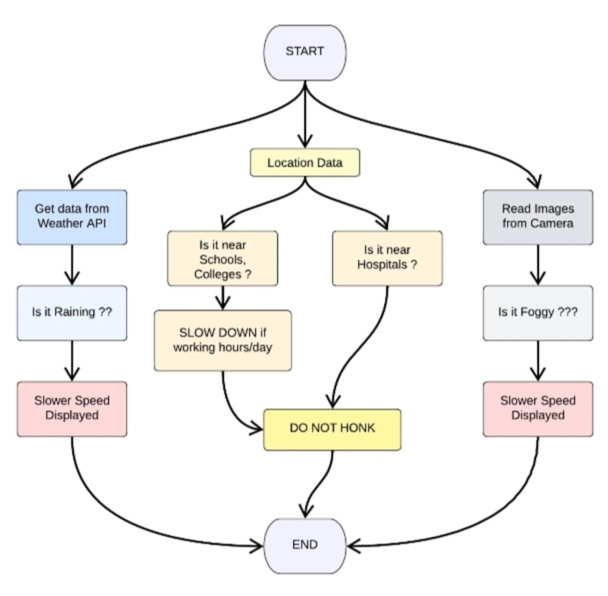 START
Location Data
Get data from
Weather API
Read Images
from Camera
Is it near
Schools,
Colleges ?
Is it near
Hospitals ?
Is it Raining ??
SLOW DOWN if
working hours/day
Is it Foggy ???
Slower Speed
Displayed
DO NOT HONK
Slower Speed
Displayed
END